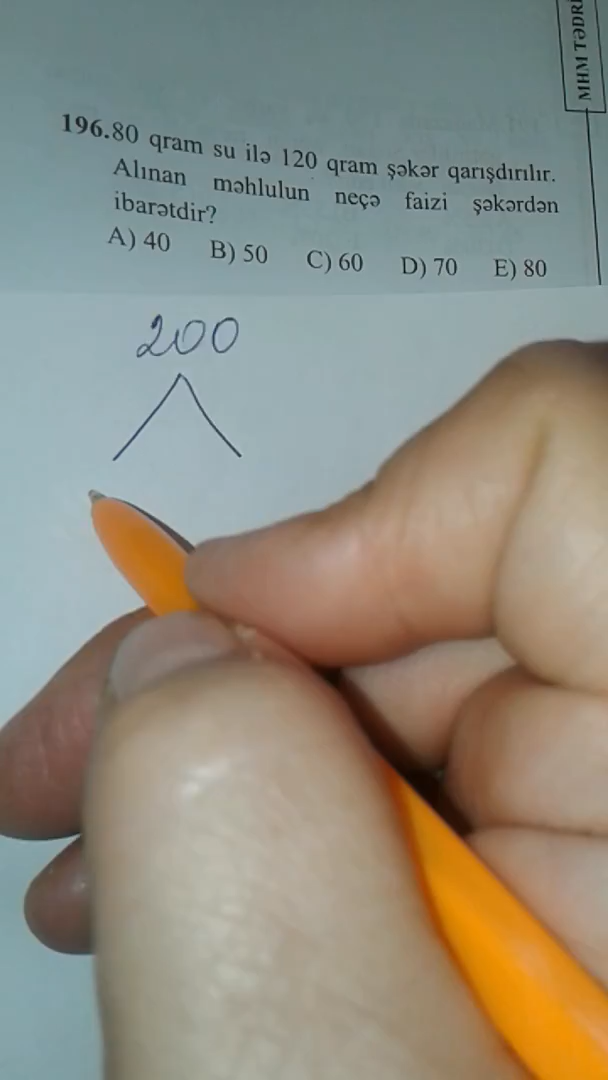 MHM TƏDRİ
196.80 qram su ilə 120 qram şəkər qarışdırılır.
Alınan məhlulun neçə faizi şəkərdən
ibarətdir?
A) 40 B) 50 C) 60 D) 70 E) 80
200